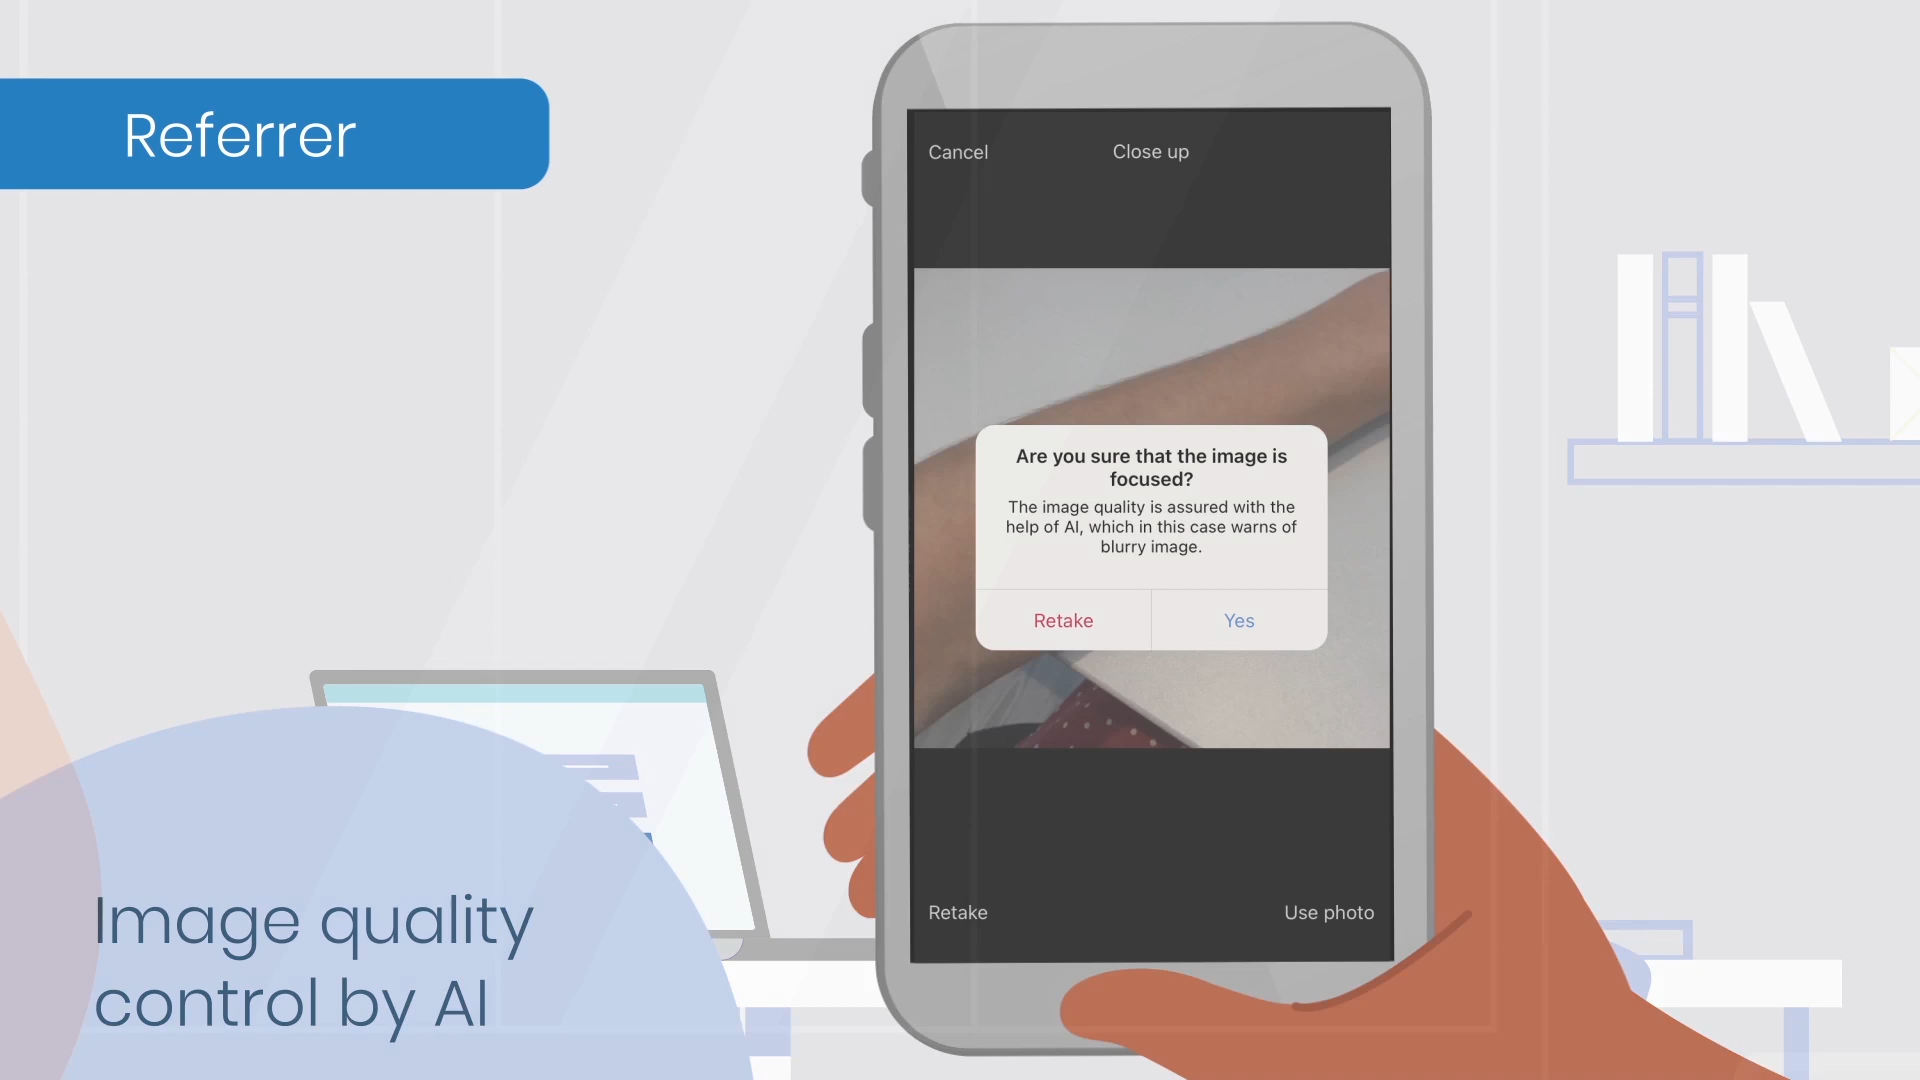 Referrer
Cancel
Close up
Are you sure that the image is
focused?
The image quality is assured with the
help of AI, which in this case warns of
blurry image.
Retake
Yes
Retake
Use photo
Image quality
control by AI